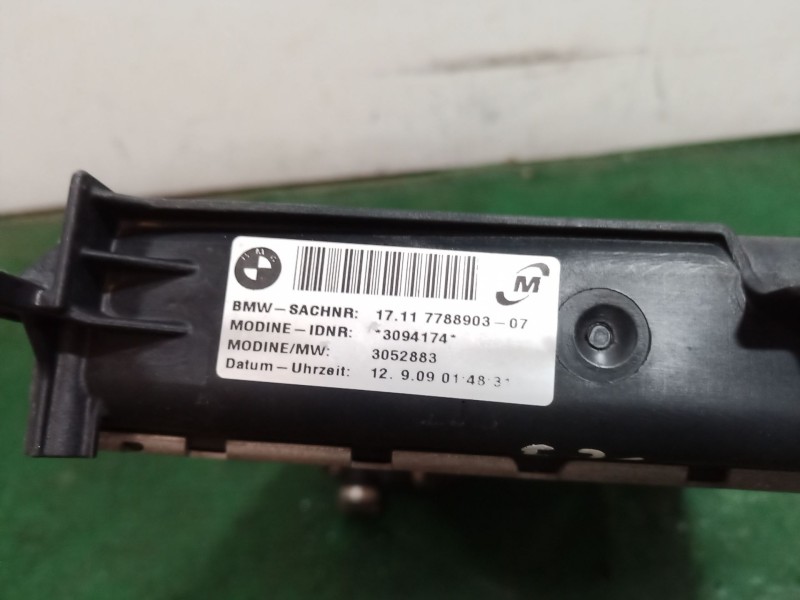 BMW
M
BMW-SACHNR: 17.11 7788903-07
MODINE-IDNR: *3094174*
MODINE/MW: 3052883
Datum-Uhrzeit: 12. 9.09 01:48:3